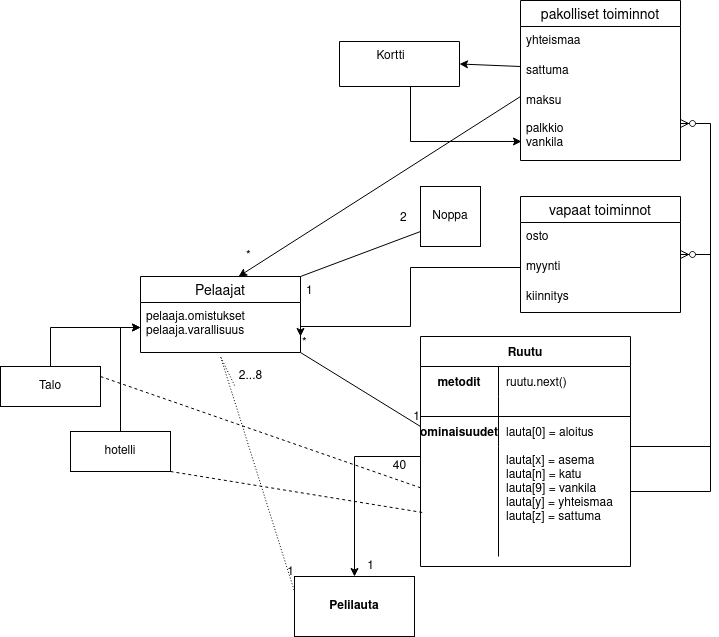 pakolliset toiminnot
yhteismaa
sattuma
maksu
palkkio
vankila
Kortti
Noppa
2
vapaat toiminnot
osto
myynti
kiinnitys
*
Pelaajat
1
pelaaja.omistukset
pelaaja.varallisuus
*
Ruutu
metodit
ruutu.next()
2...8
Talo
1
ominaisuudet
lauta[0] = aloitus
hotelli
40
lauta[x] = asema
lauta[n] = katu
lauta[9] = vankila
lauta[y] = yhteismaa
lauta[z] = sattuma
1
1
Pelilauta